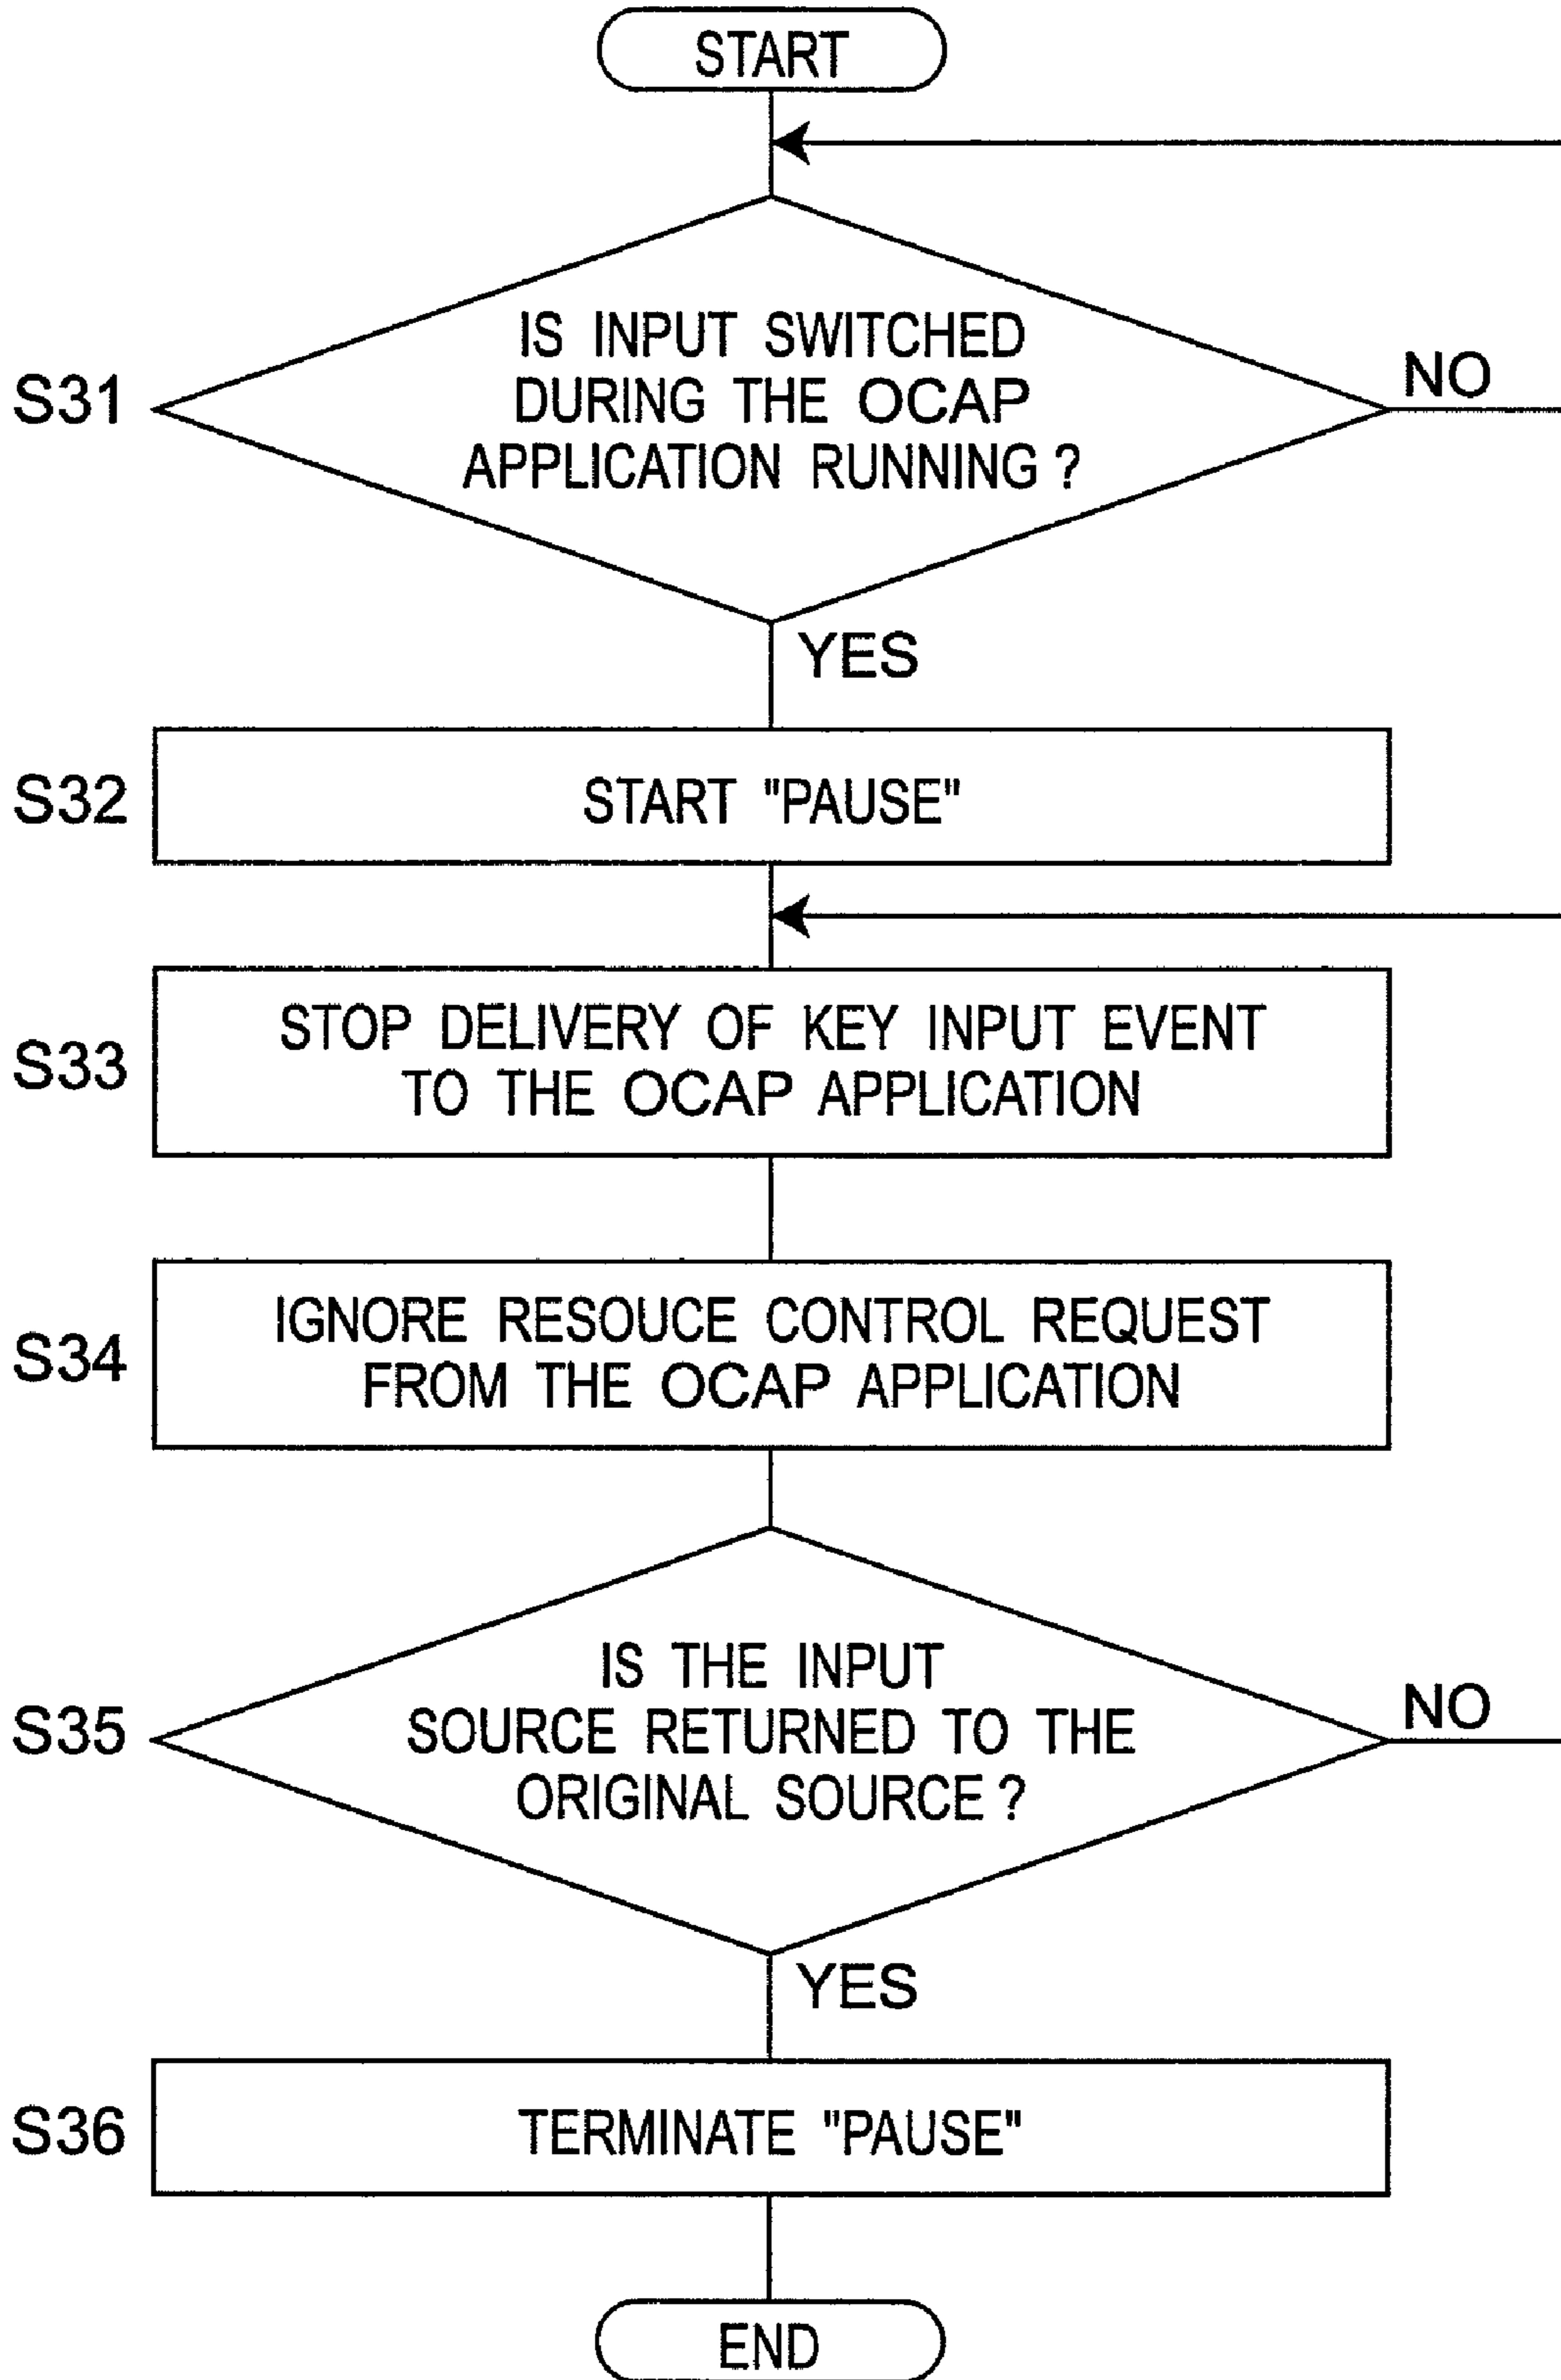 START
IS INPUT SWITCHED
DURING THE OCAP
APPLICATION RUNNING ?
S31
NO
YES
S32
START "PAUSE"
S33
STOP DELIVERY OF KEY INPUT EVENT
TO THE OCAP APPLICATION
S34
IGNORE RESOUCE CONTROL REQUEST
FROM THE OCAP APPLICATION
S35
IS THE INPUT
SOURCE RETURNED TO THE
ORIGINAL SOURCE ?
NO
YES
S36
TERMINATE "PAUSE"
END